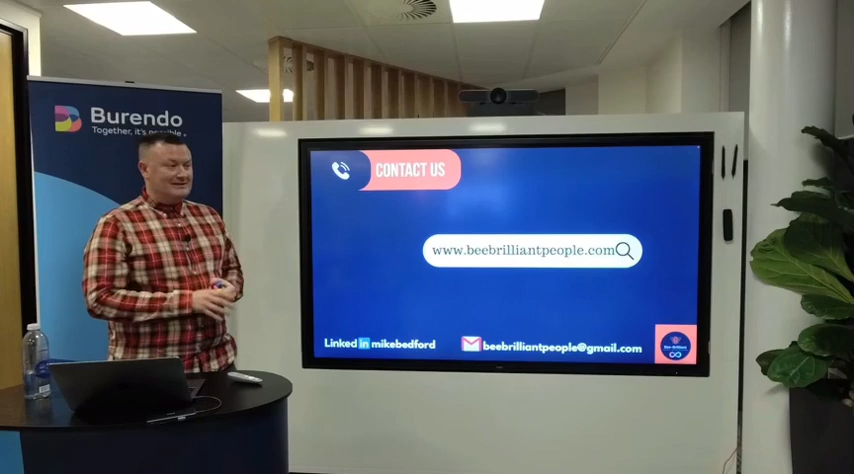 Burendo
Together, it's possible.
CONTACT US
www.beebrilliantpeople.com
Linked in mikebedford
beebrilliantpeople@gmail.com